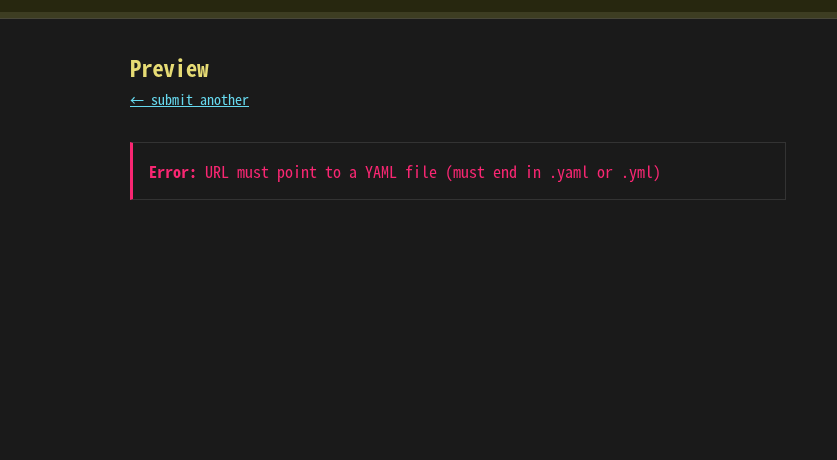 Preview
← submit another
Error: URL must point to a YAML file (must end in .yaml or .yml)